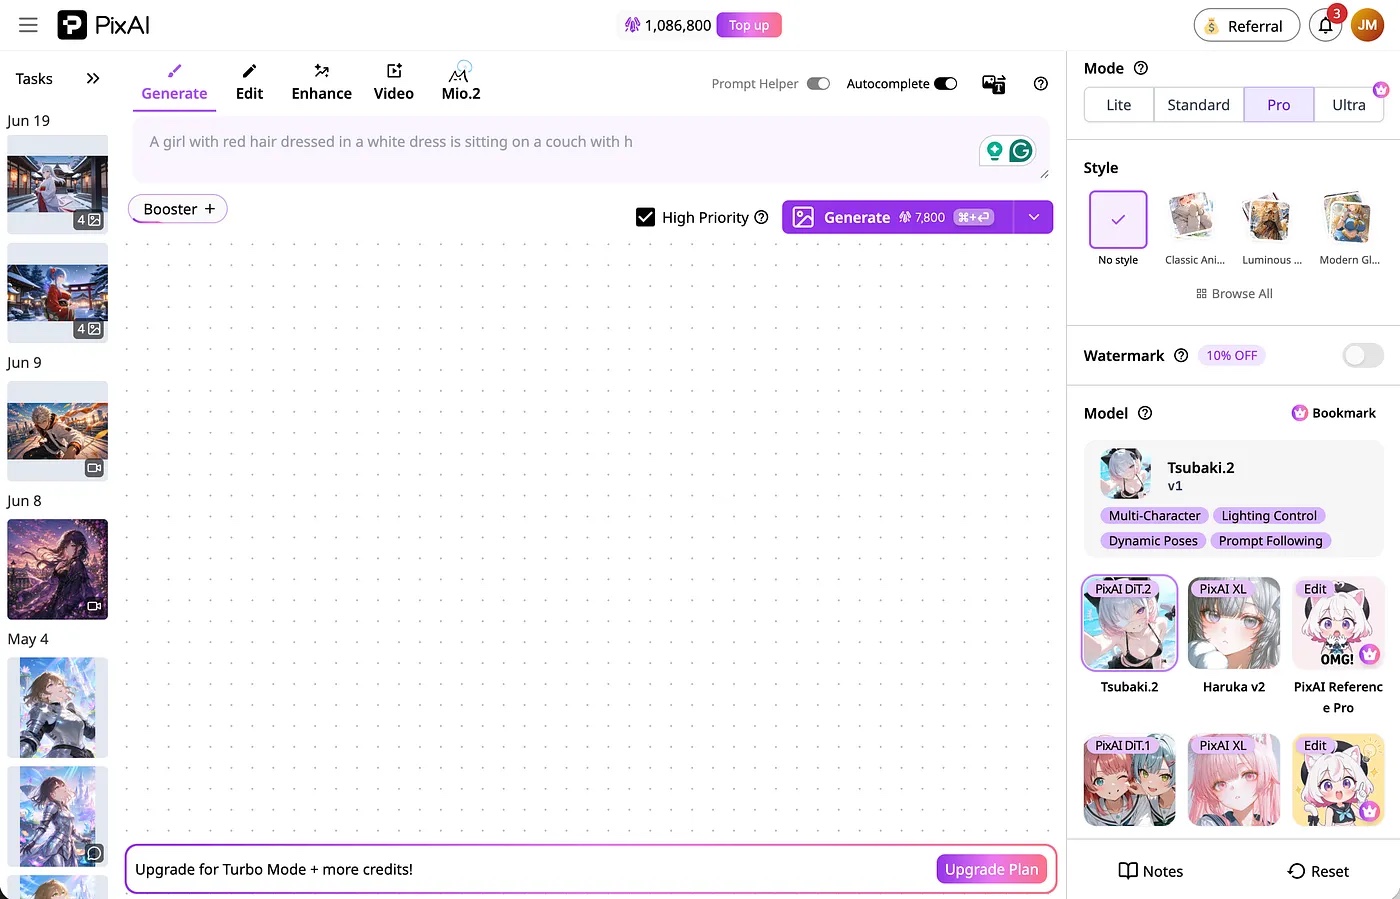 PixAI
1,086,800 Top up
Referral
3
JM
Tasks
Generate
Edit
Enhance
Video
Mio.2
Prompt Helper
Autocomplete
A girl with red hair dressed in a white dress is sitting on a couch with h
Booster +
High Priority
Generate 7,800 ⌘+⏎
Jun 19
4
4
Jun 9
Jun 8
May 4
Upgrade for Turbo Mode + more credits!
Upgrade Plan
Mode
Lite
Standard
Pro
Ultra
Style
No style
Classic Ani...
Luminous ...
Modern Gl...
Browse All
Watermark
10% OFF
Model
Bookmark
Tsubaki.2
v1
Multi-Character
Lighting Control
Dynamic Poses
Prompt Following
PixAI DiT.2
PixAI XL
Edit
OMG!
Tsubaki.2
Haruka v2
PixAI Referenc
e Pro
PixAI DiT.1
PixAI XL
Edit
Notes
Reset